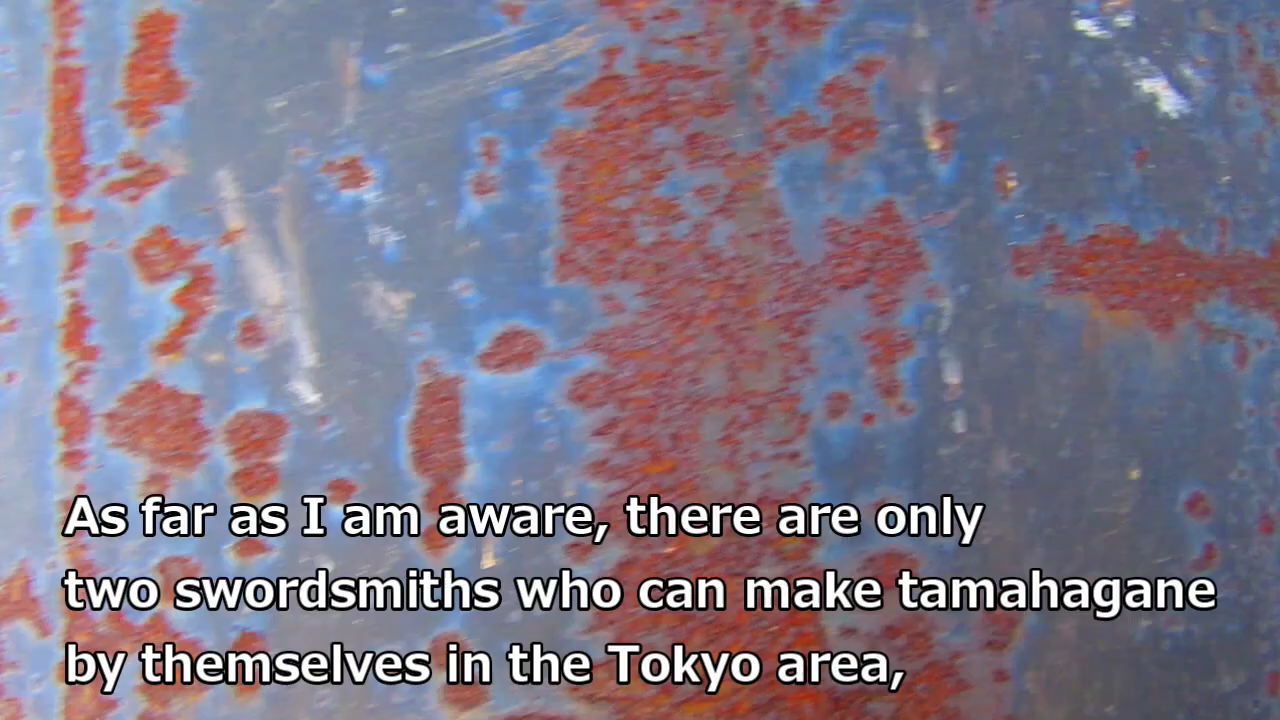 As far as I am aware, there are only
two swordsmiths who can make tamahagane
by themselves in the Tokyo area,